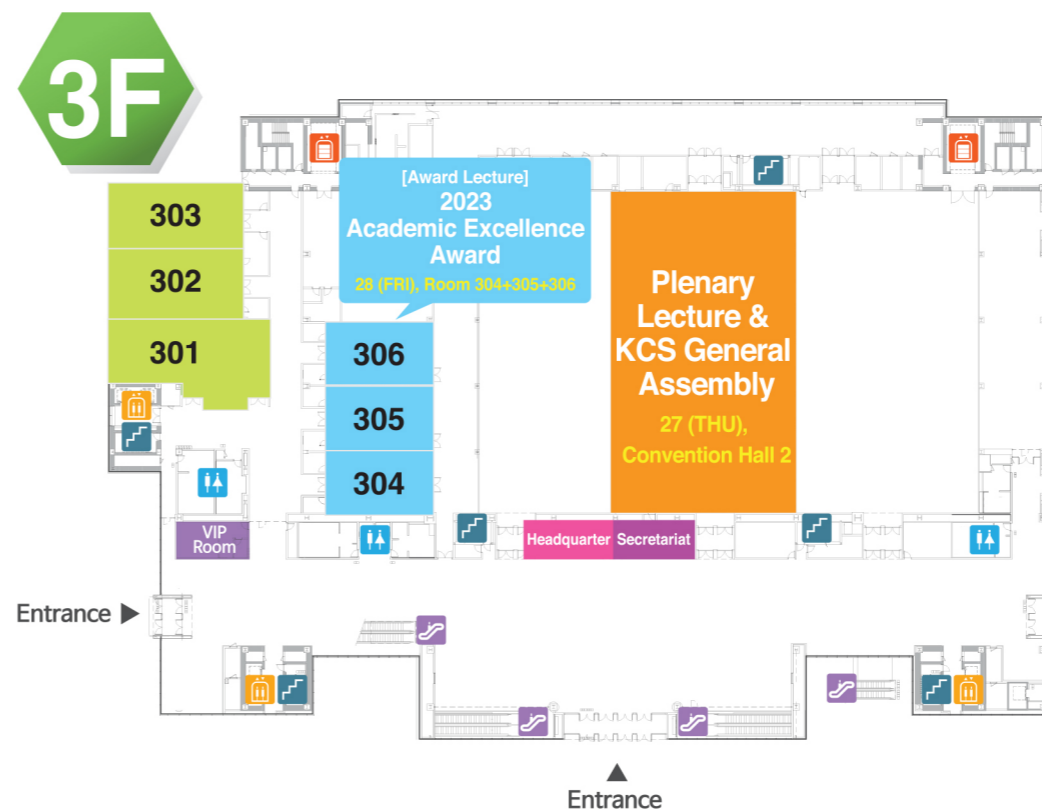 3F
[Award Lecture]
2023
Academic Excellence
Award
28 (FRI), Room 304+305+306
303
302
301
306
305
304
Plenary
Lecture &
KCS General
Assembly
27 (THU),
Convention Hall 2
VIP
Room
Headquarter
Secretariat
Entrance
Entrance